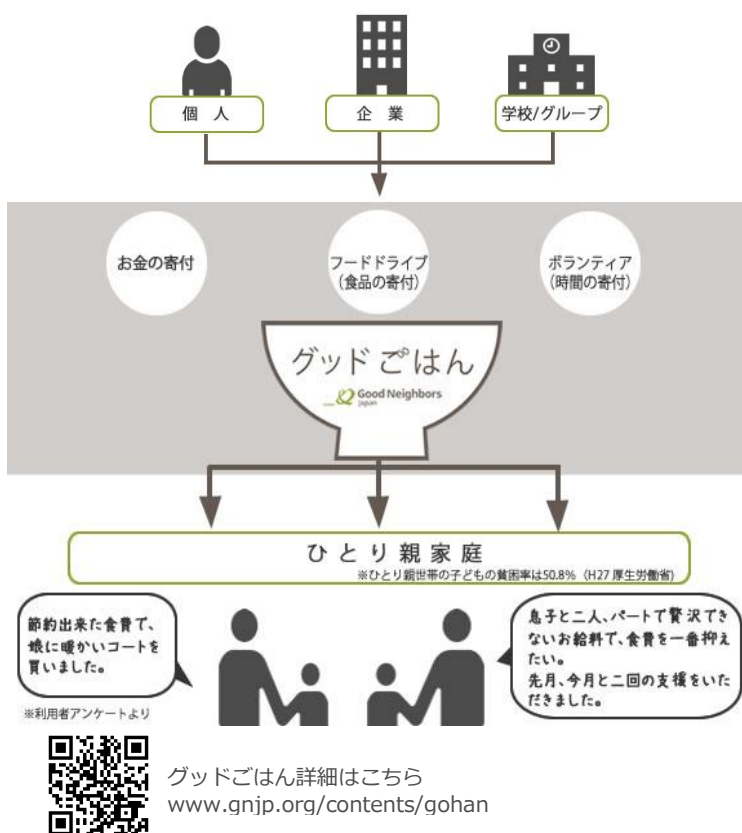 個 人
企 業
学校/グループ
お金の寄付
フードドライブ
(食品の寄付)
ボランティア
(時間の寄付)
グッドごはん
Good Neighbors
Japan
ひとり親家庭
※ひとり親世帯の子どもの貧困率は50.8% (H27 厚生労働省)
節約出来た食費で、
娘に暖かいコートを
買いました。
※利用者アンケートより
息子と二人、パートで贅沢でき
ないお給料で、食費を一番抑え
たい。
先月、今月と二回の支援をいた
だきました。
グッドごはん詳細はこちら
www.gnjp.org/contents/gohan